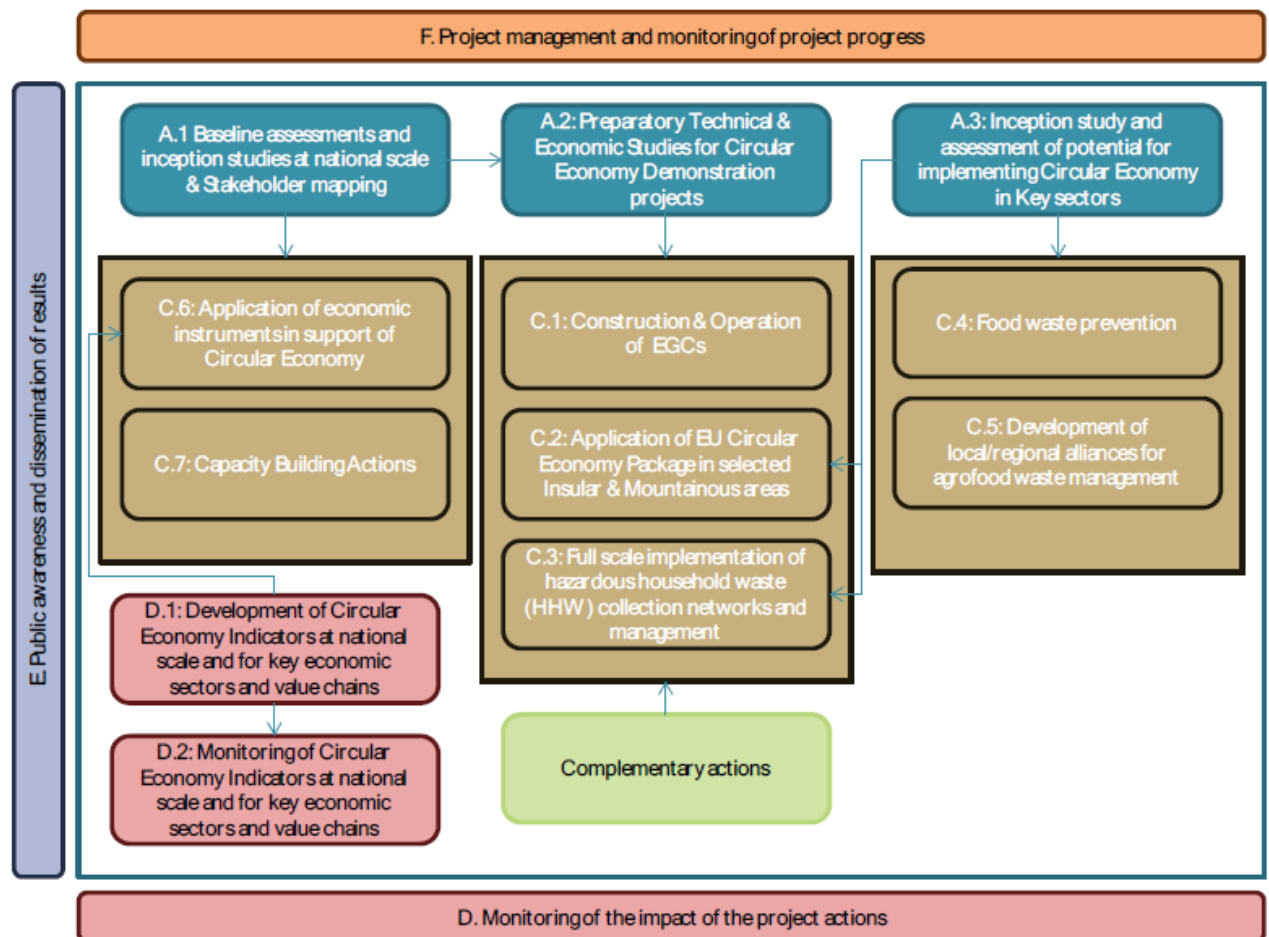 F. Project management and monitoring of project progress
E. Public awareness and dissemination of results
A.1 Baseline assessments and
inception studies at national scale
& Stakeholder mapping
A.2: Preparatory Technical &
Economic Studies for Circular
Economy Demonstration
projects
A.3: Inception study and
assessment of potential for
implementing Circular Economy
in Key sectors
C.6: Application of economic
instruments in support of
Circular Economy
C.7: Capacity Building Actions
C.1: Construction & Operation
of EGCs
C.2: Application of EU Circular
Economy Package in selected
Insular & Mountainous areas
C.3: Full scale implementation of
hazardous household waste
(HHW) collection networks and
management
C.4: Food waste prevention
C.5: Development of
local/regional alliances for
agrofood waste management
D.1: Development of Circular
Economy Indicators at national
scale and for key economic
sectors and value chains
D.2: Monitoring of Circular
Economy Indicators at national
scale and for key economic
sectors and value chains
Complementary actions
D. Monitoring of the impact of the project actions